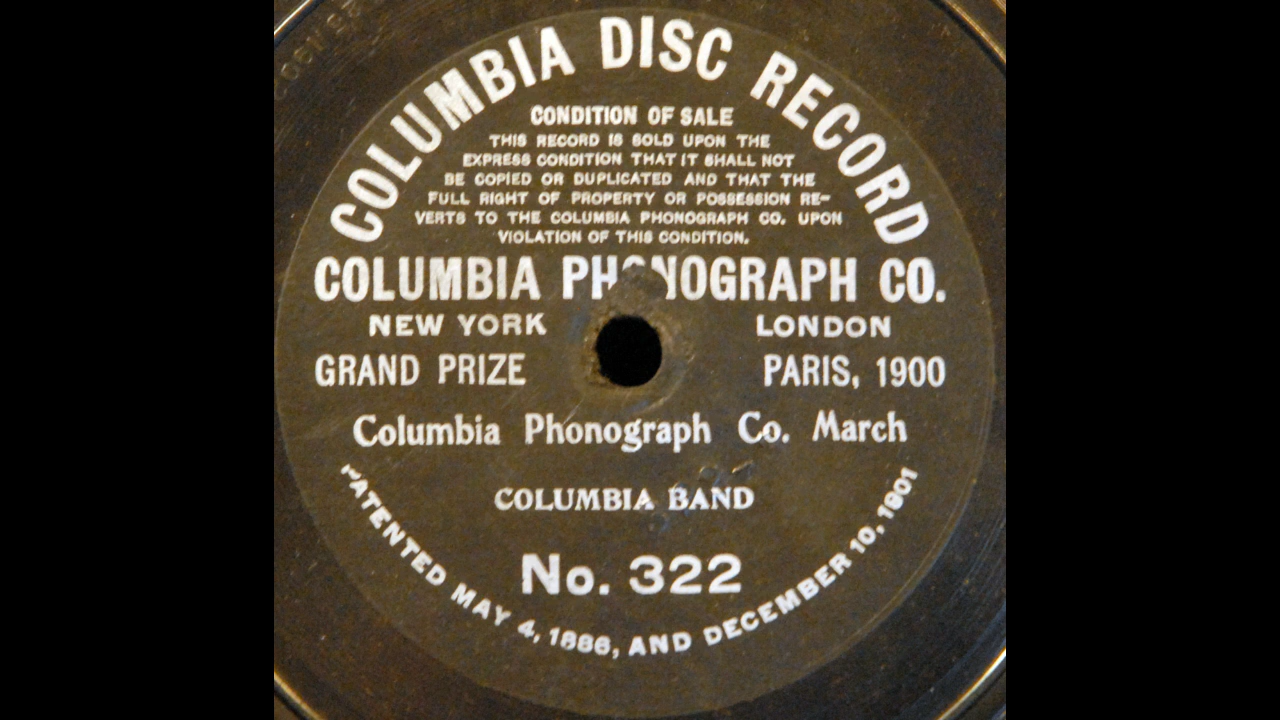 COLUMBIA DISC RECORD
CONDITION OF SALE
THIS RECORD IS SOLD UPON THE
EXPRESS CONDITION THAT IT SHALL NOT
BE COPIED OR DUPLICATED AND THAT THE
FULL RIGHT OF PROPERTY OR POSSESSION RE-
VERTS TO THE COLUMBIA PHONOGRAPH CO. UPON
VIOLATION OF THIS CONDITION.
COLUMBIA PHONOGRAPH CO.
NEW YORK LONDON
GRAND PRIZE PARIS, 1900
Columbia Phonograph Co. March
COLUMBIA BAND
No. 322
PATENTED MAY 4, 1886, AND DECEMBER 10, 1901